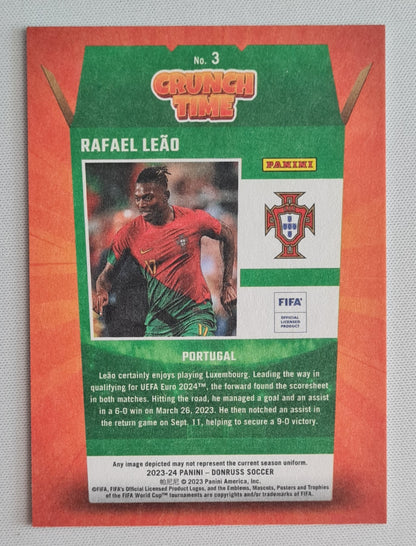 No. 3
CRUNCH
TIME
RAFAEL LEÃO
PANINI
17
17
FIFA®
OFFICIAL
LICENSED
PRODUCT
PORTUGAL
Leão certainly enjoys playing Luxembourg. Leading the way in
qualifying for UEFA Euro 2024™, the forward found the scoresheet
in both matches. Hitting the road, he managed a goal and an assist
in a 6-0 win on March 26, 2023. He then notched an assist in
the return game on Sept. 11, helping to secure a 9-0 victory.
Any image depicted may not represent the current season uniform.
2023-24 PANINI – DONRUSS SOCCER
帕尼尼 © 2023 Panini America, Inc.
©FIFA, FIFA's Official Licensed Product Logos, and the Emblems, Mascots, Posters and Trophies
of the FIFA World Cup™ tournaments are copyrights and/or trademarks of FIFA.